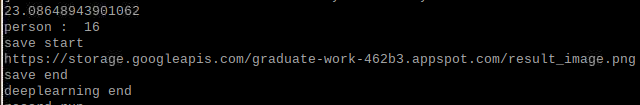 23.08648943901062
person :  16
save start
https://storage.googleapis.com/graduate-work-462b3.appspot.com/result_image.png
save end
deeplearning end